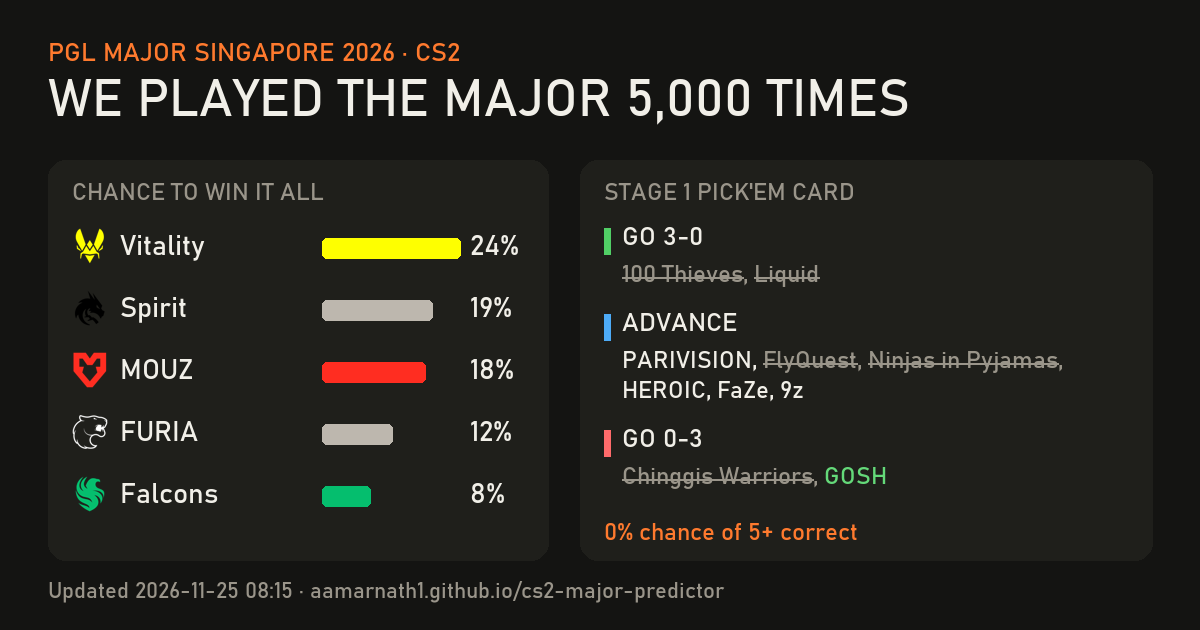 PGL MAJOR SINGAPORE 2026 · CS2
WE PLAYED THE MAJOR 5,000 TIMES
CHANCE TO WIN IT ALL
Vitality 24%
Spirit 19%
MOUZ 18%
FURIA 12%
Falcons 8%
STAGE 1 PICK'EM CARD
GO 3-0
100 Thieves, Liquid
ADVANCE
PARIVISION, FlyQuest, Ninjas in Pyjamas,
HEROIC, FaZe, 9z
GO 0-3
Chinggis Warriors, GOSH
0% chance of 5+ correct
Updated 2026-11-25 08:15 · aamarnath1.github.io/cs2-major-predictor